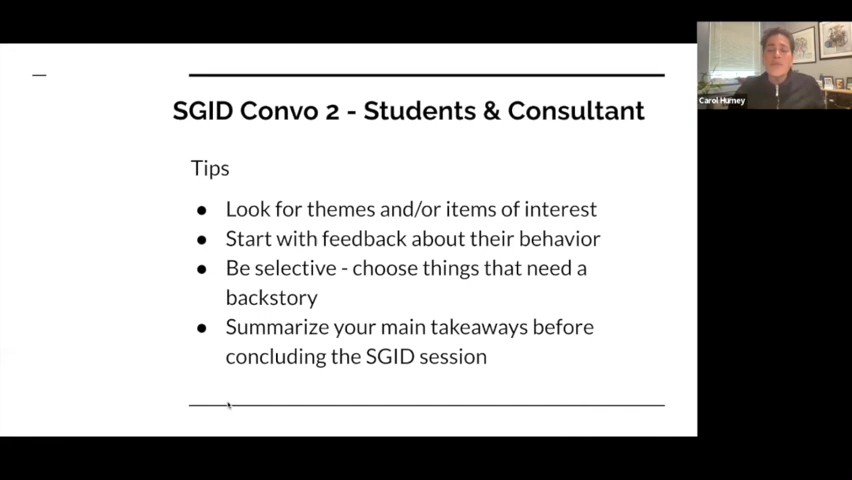 SGID Convo 2 - Students & Consultant
Tips
● Look for themes and/or items of interest
● Start with feedback about their behavior
● Be selective - choose things that need a
backstory
● Summarize your main takeaways before
concluding the SGID session
Carol Hurney